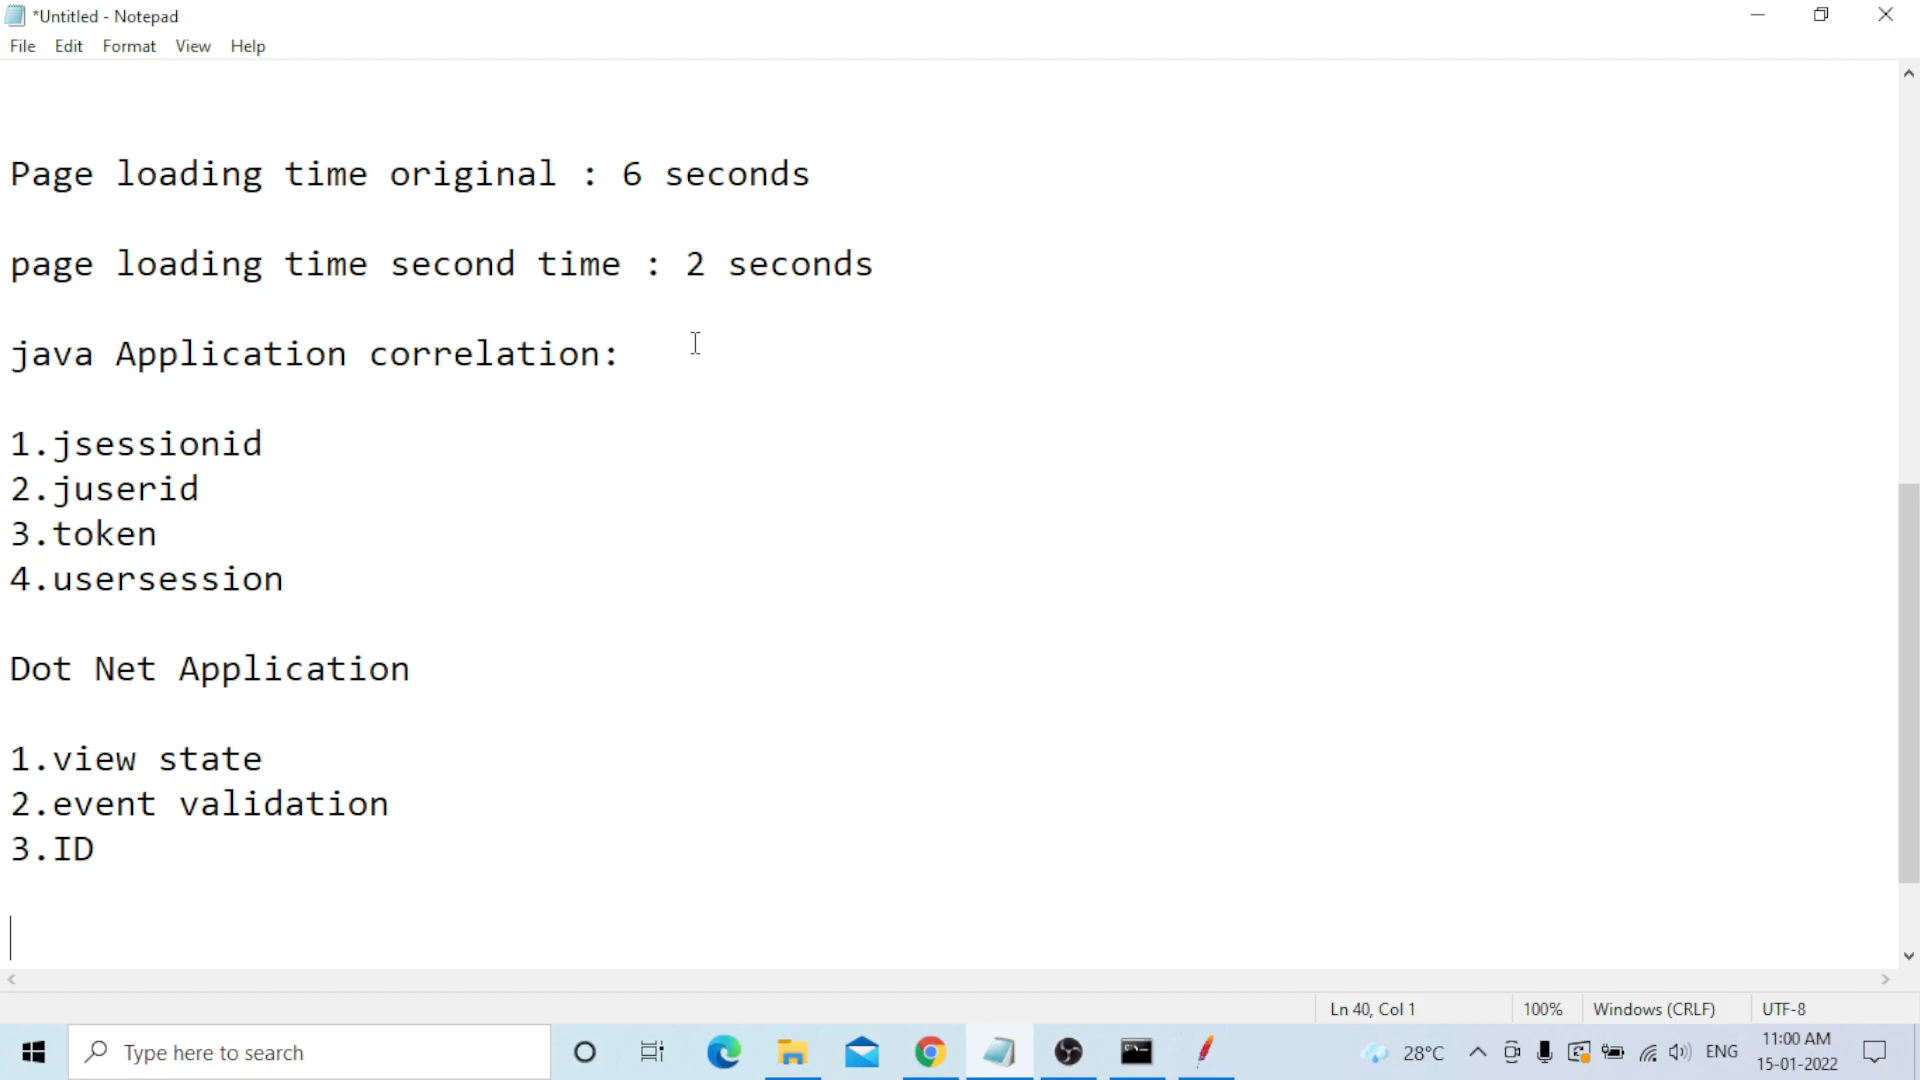 *Untitled - Notepad
File Edit Format View Help
Page loading time original : 6 seconds
page loading time second time : 2 seconds
java Application correlation:
1.jsessionid
2.juserid
3.token
4.usersession
Dot Net Application
1.view state
2.event validation
3.ID
Ln 40, Col 1 100% Windows (CRLF) UTF-8
Type here to search 28°C ENG 11:00 AM
15-01-2022